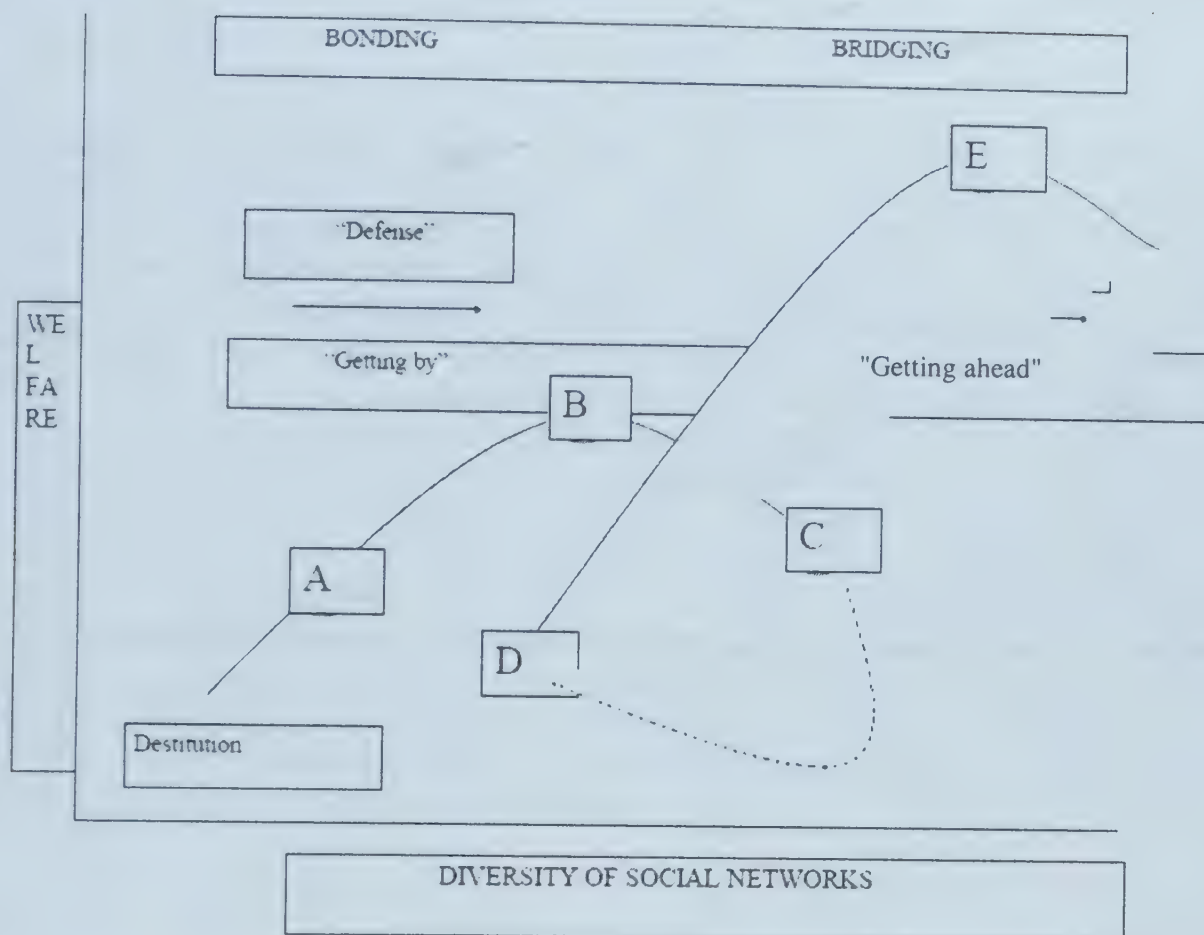 BONDING
BRIDGING
E
"Defense"
WE
L
FA
RE
"Getting by"
"Getting ahead"
B
C
A
D
Destitution
DIVERSITY OF SOCIAL NETWORKS